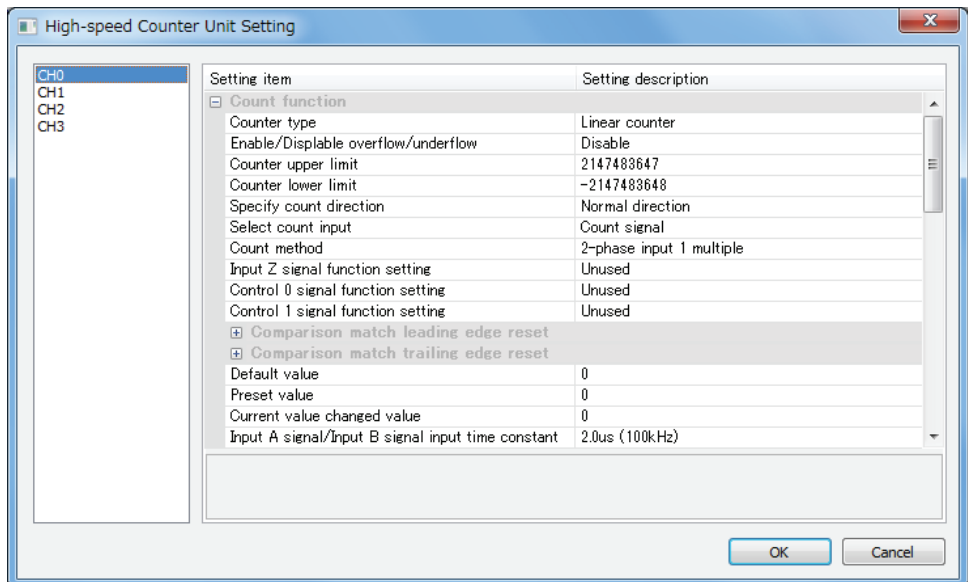 High-speed Counter Unit Setting
CH0
CH1
CH2
CH3
Setting item Setting description
Count function
Counter type Linear counter
Enable/Displable overflow/underflow Disable
Counter upper limit 2147483647
Counter lower limit -2147483648
Specify count direction Normal direction
Select count input Count signal
Count method 2-phase input 1 multiple
Input Z signal function setting Unused
Control 0 signal function setting Unused
Control 1 signal function setting Unused
Comparison match leading edge reset
Comparison match trailing edge reset
Default value 0
Preset value 0
Current value changed value 0
Input A signal/Input B signal input time constant 2.0us (100kHz)
OK Cancel